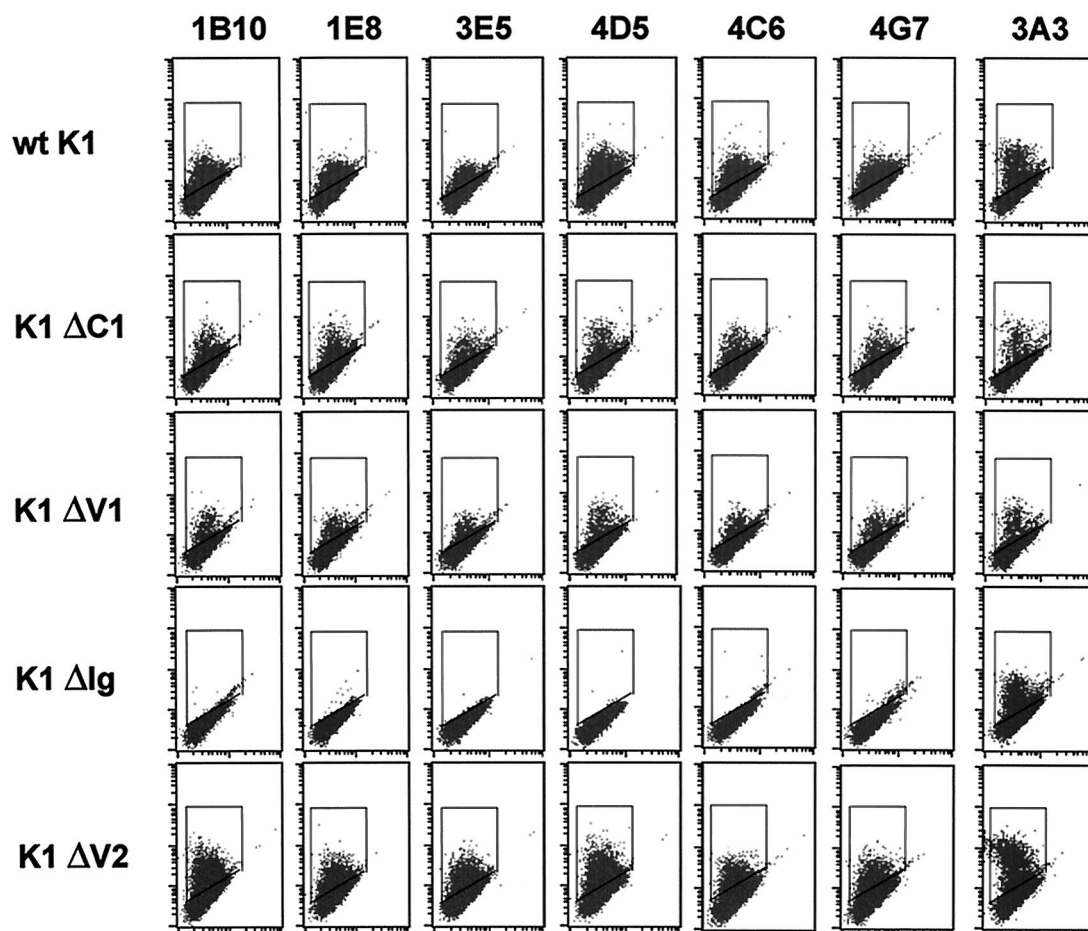 1B10 1E8 3E5 4D5 4C6 4G7 3A3
wt K1
K1 ΔC1
K1 ΔV1
K1 ΔIg
K1 ΔV2